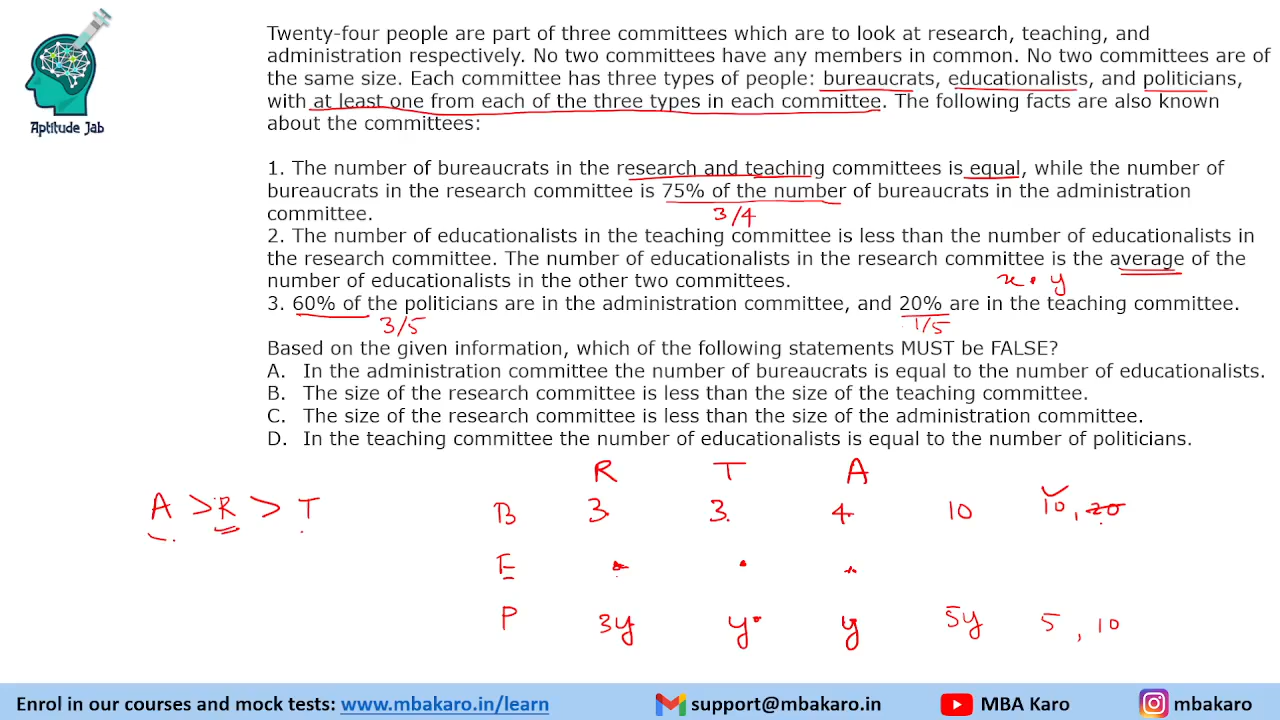 Aptitude Jab
Twenty-four people are part of three committees which are to look at research, teaching, and
administration respectively. No two committees have any members in common. No two committees are of
the same size. Each committee has three types of people: bureaucrats, educationalists, and politicians,
with at least one from each of the three types in each committee. The following facts are also known
about the committees:
1. The number of bureaucrats in the research and teaching committees is equal, while the number of
bureaucrats in the research committee is 75% of the number of bureaucrats in the administration
3/4
committee.
2. The number of educationalists in the teaching committee is less than the number of educationalists in
the research committee. The number of educationalists in the research committee is the average of the
number of educationalists in the other two committees.
x . y
3. 60% of the politicians are in the administration committee, and 20% are in the teaching committee.
3/5 1/5
Based on the given information, which of the following statements MUST be FALSE?
A. In the administration committee the number of bureaucrats is equal to the number of educationalists.
B. The size of the research committee is less than the size of the teaching committee.
C. The size of the research committee is less than the size of the administration committee.
D. In the teaching committee the number of educationalists is equal to the number of politicians.
R T A
A > R > T
B 3 3 4 10 10, 20
E
P 3y y y 5y 5, 10
Enrol in our courses and mock tests: www.mbakaro.in/learn support@mbakaro.in MBA Karo mbakaro